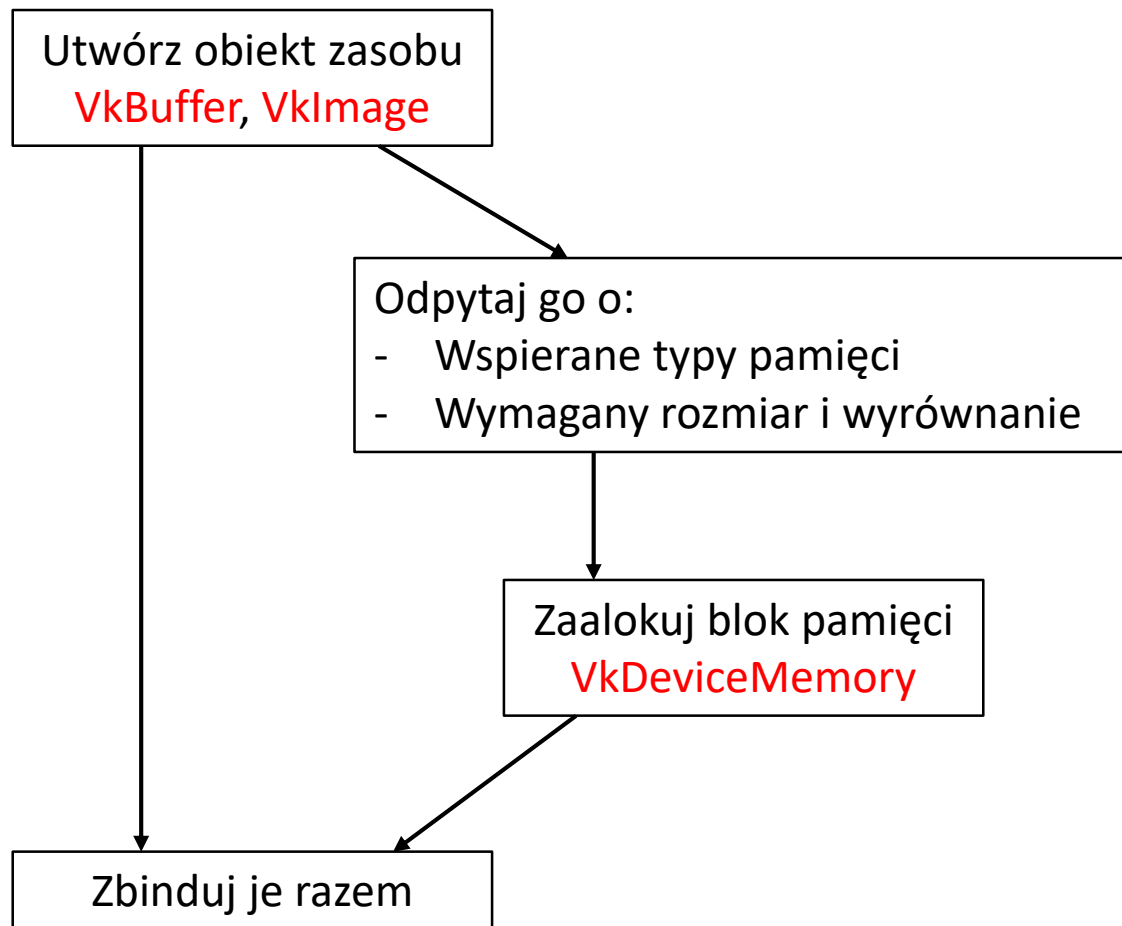 Utwórz obiekt zasobu
VkBuffer, VkImage
Odpytaj go o:
- Wspierane typy pamięci
- Wymagany rozmiar i wyrównanie
Zaalokuj blok pamięci
VkDeviceMemory
Zbinduj je razem